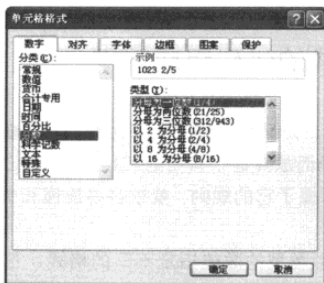 单元格格式
数字 对齐 字体 边框 图案 保护
分类(C):
常规
数值
货币
会计专用
日期
时间
百分比
分数
科学记数
文本
特殊
自定义
示例
1023 2/5
类型(T):
分母为一位数(1/4)
分母为两位数(21/25)
分母为三位数(312/943)
以 2 为分母(1/2)
以 4 为分母(2/4)
以 8 为分母(4/8)
以 16 为分母(8/16)
确定 取消